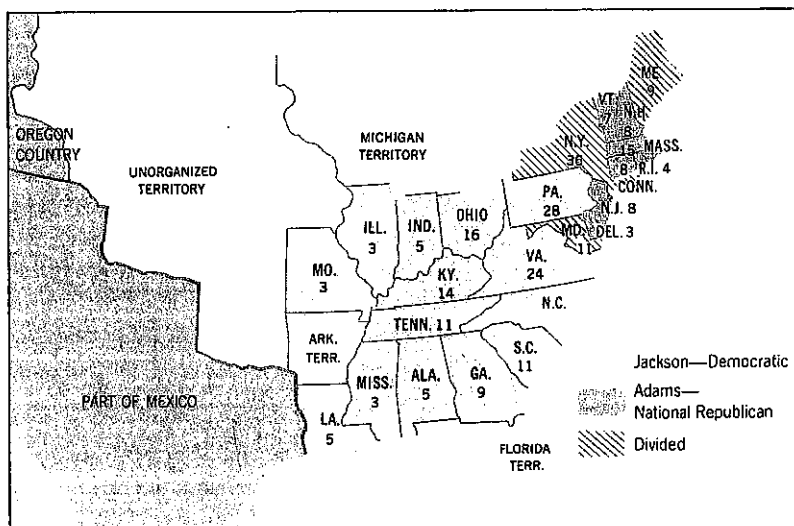 ME.
9
VT.
7
N.H.
8
OREGON
COUNTRY
MICHIGAN
TERRITORY
N.Y.
36
15
MASS.
UNORGANIZED
TERRITORY
8
R.I. 4
CONN.
PA.
28
N.J. 8
ILL.
3
IND.
5
OHIO
16
MD.
11
DEL. 3
MO.
3
KY.
14
VA.
24
N.C.
TENN. 11
ARK.
TERR.
S.C.
11
PART OF MEXICO
MISS.
3
ALA.
5
GA.
9
LA.
5
FLORIDA
TERR.
Jackson—Democratic
Adams—
National Republican
Divided